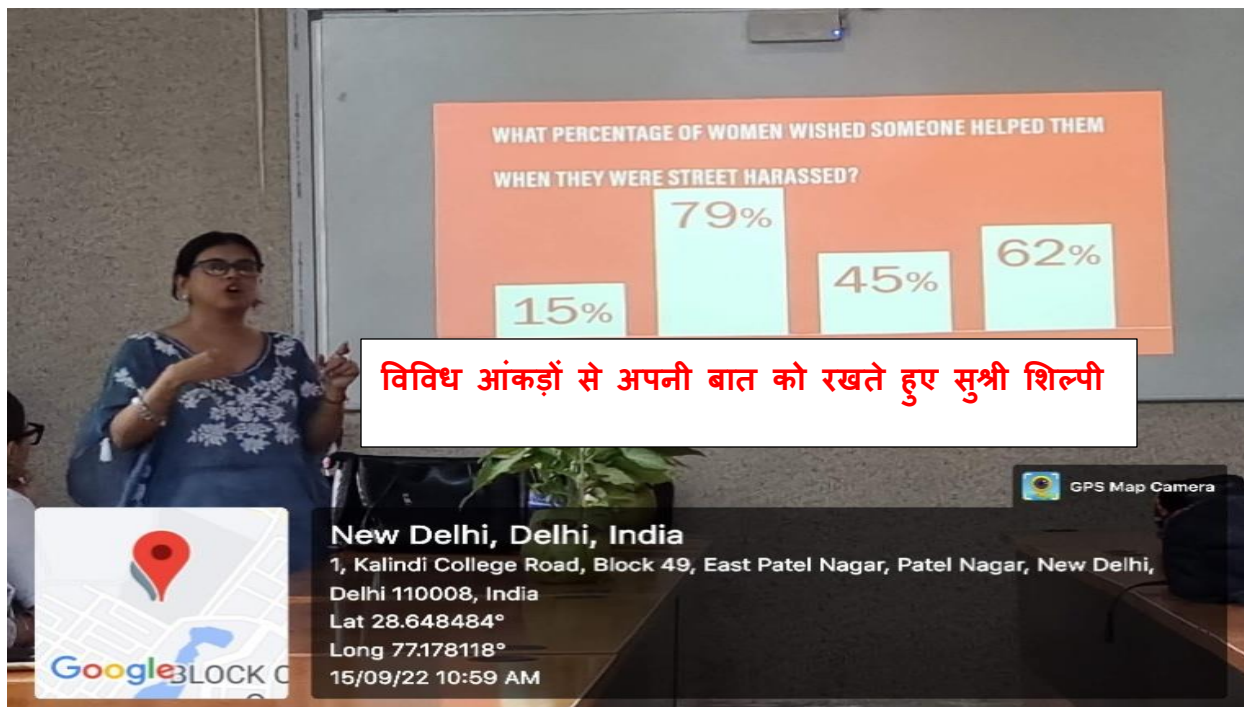 WHAT PERCENTAGE OF WOMEN WISHED SOMEONE HELPED THEM
WHEN THEY WERE STREET HARASSED?
15%
79%
45%
62%
विविध आंकड़ों से अपनी बात को रखते हुए सुश्री शिल्पी
GPS Map Camera
New Delhi, Delhi, India
1, Kalindi College Road, Block 49, East Patel Nagar, Patel Nagar, New Delhi,
Delhi 110008, India
Lat 28.648484°
Long 77.178118°
15/09/22 10:59 AM
Google
BLOCK